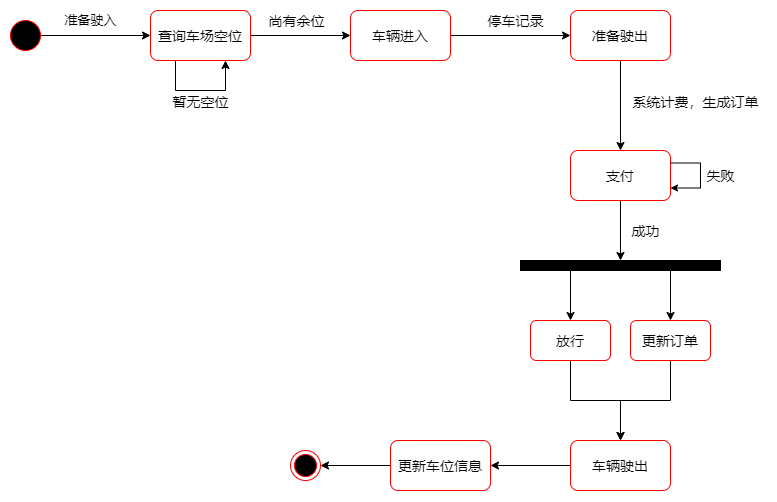 准备驶入
查询车场空位
尚有余位
车辆进入
停车记录
准备驶出
暂无空位
系统计费，生成订单
支付
失败
成功
放行
更新订单
更新车位信息
车辆驶出